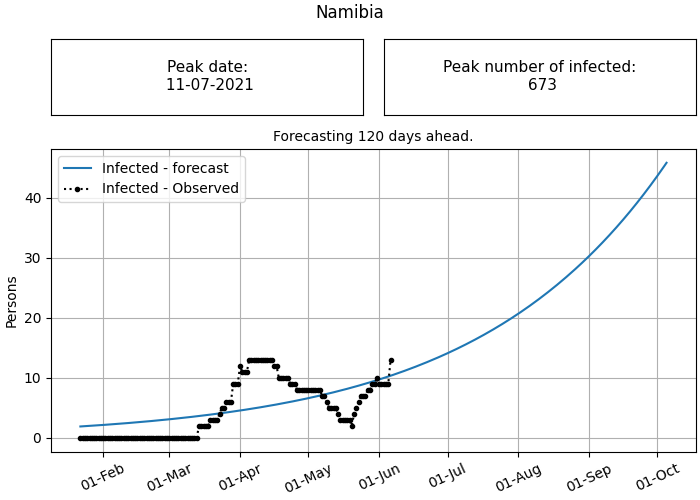 Namibia
Peak date:
11-07-2021
Peak number of infected:
673
Forecasting 120 days ahead.
Infected - forecast
Infected - Observed
Persons
40
30
20
10
0
01-Feb
01-Mar
01-Apr
01-May
01-Jun
01-Jul
01-Aug
01-Sep
01-Oct